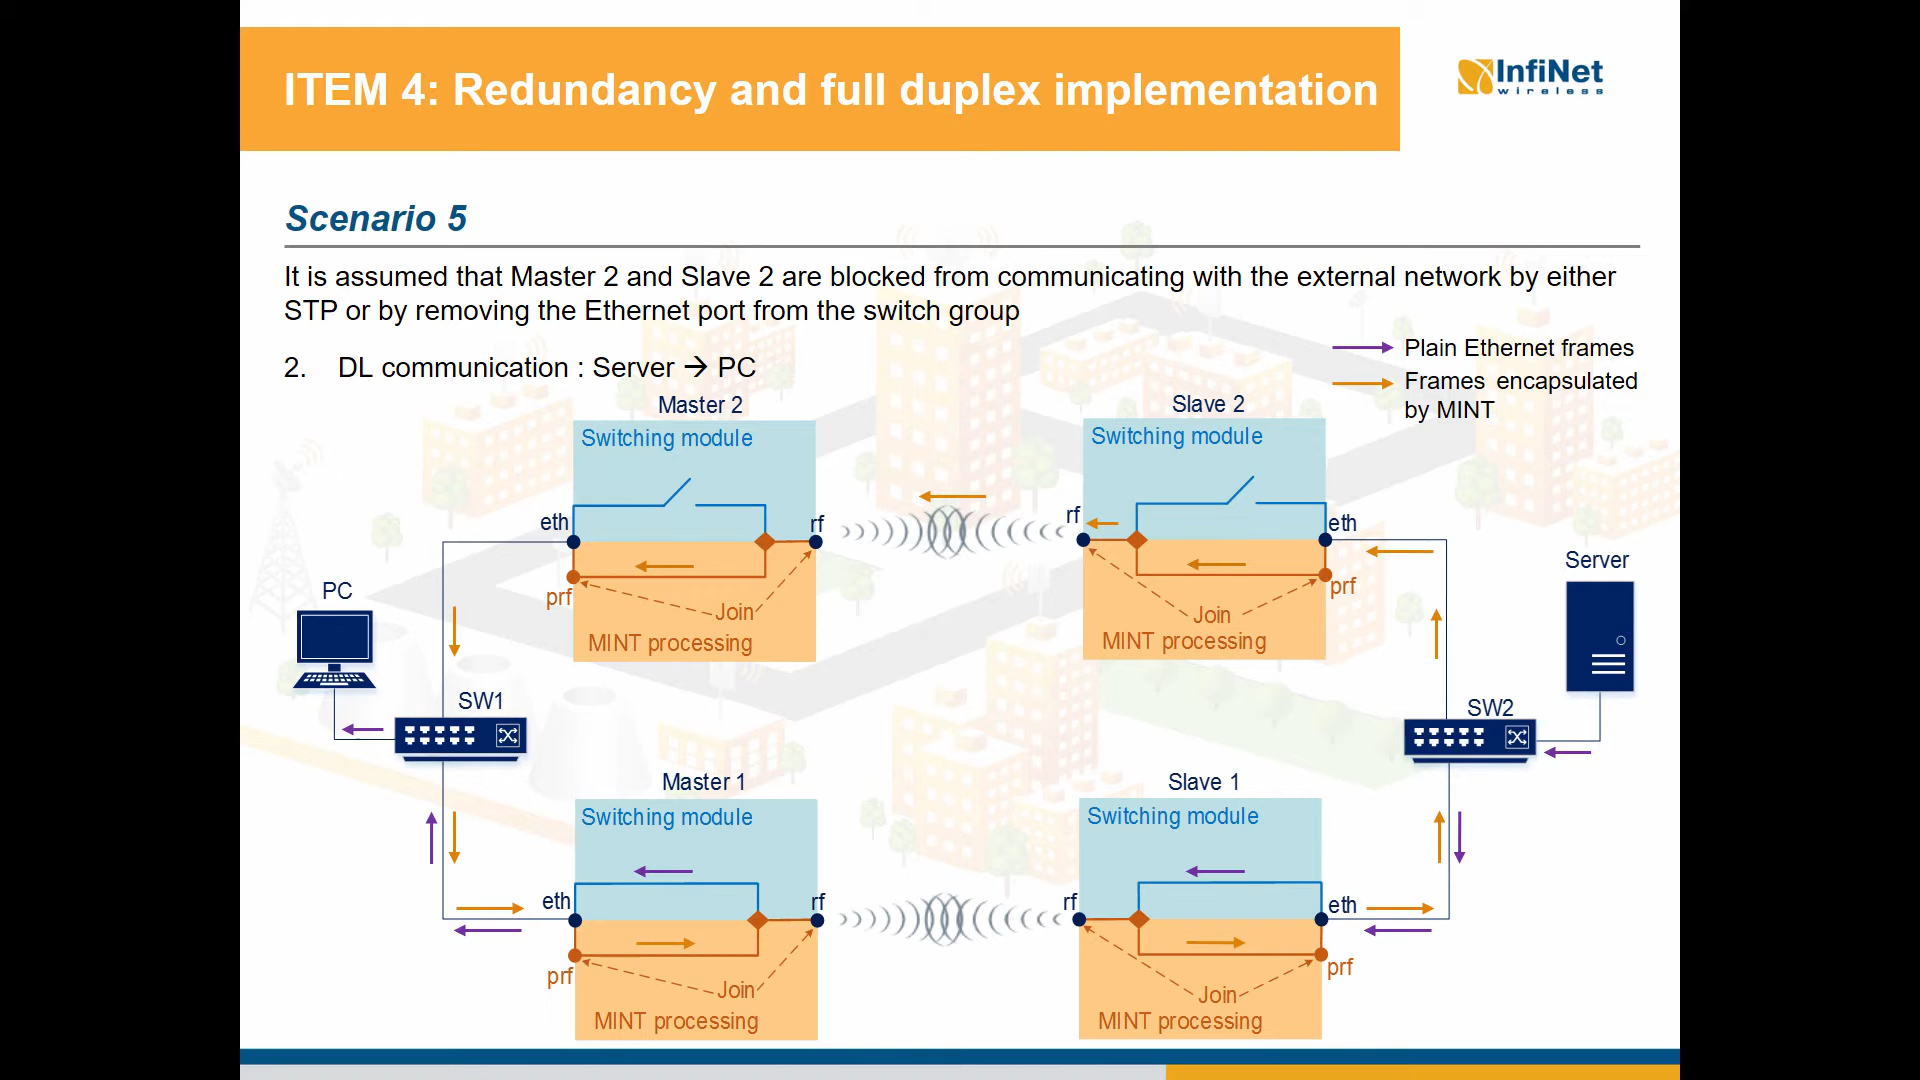 ITEM 4: Redundancy and full duplex implementation
InfiNet
wireless
Scenario 5
It is assumed that Master 2 and Slave 2 are blocked from communicating with the external network by either
STP or by removing the Ethernet port from the switch group
2. DL communication : Server → PC
Plain Ethernet frames
Frames encapsulated
by MINT
Master 2
Switching module
eth
rf
prf
Join
MINT processing
Slave 2
Switching module
rf
eth
prf
Join
MINT processing
Server
PC
SW1
SW2
Master 1
Switching module
eth
rf
prf
Join
MINT processing
Slave 1
Switching module
rf
eth
prf
Join
MINT processing